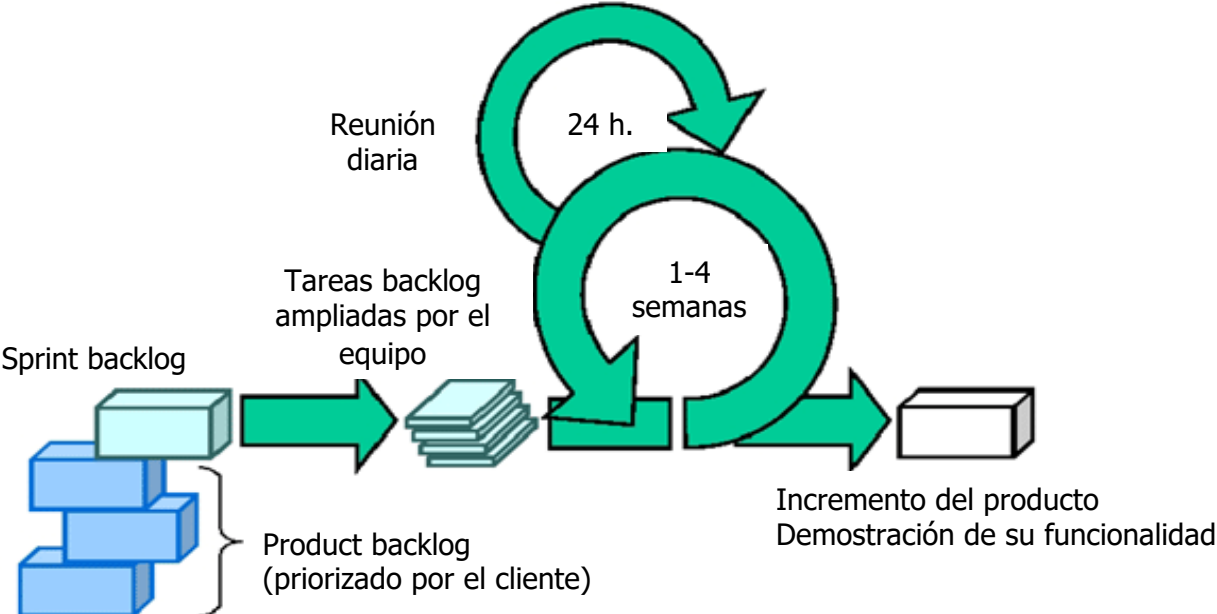 24 h.
Reunión
diaria
1-4
semanas
Tareas backlog
ampliadas por el
equipo
Sprint backlog
Incremento del producto
Demostración de su funcionalidad
Product backlog
(priorizado por el cliente)